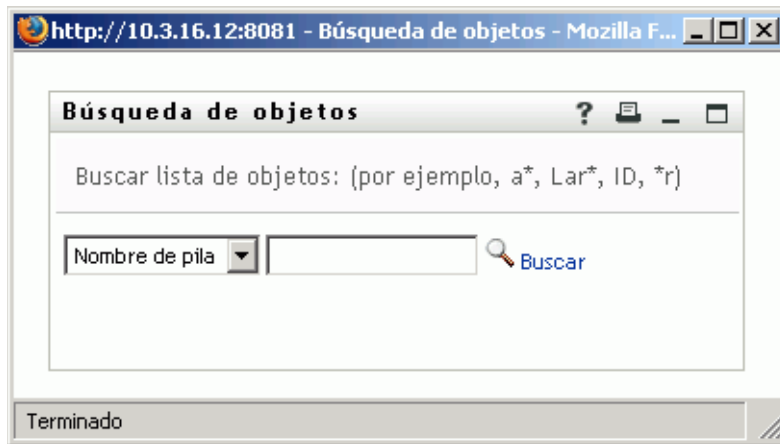 http://10.3.16.12:8081 - Búsqueda de objetos - Mozilla F...
Búsqueda de objetos ?
Buscar lista de objetos: (por ejemplo, a*, Lar*, ID, *r)
Nombre de pila Buscar
Terminado